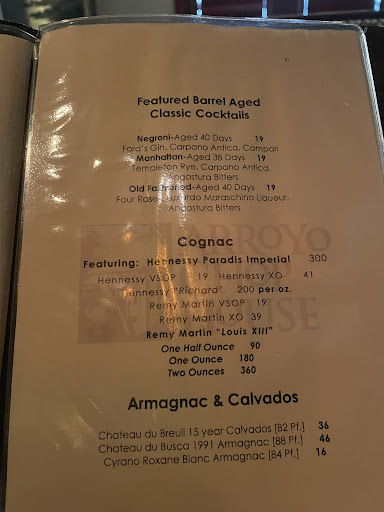 Featured Barrel Aged
Classic Cocktails
Negroni-Aged 40 Days 19
Ford's Gin, Carpano Antica, Campari
Manhattan-Aged 38 Days 19
Templeton Rye, Carpano Antica,
Angostura Bitters
Old Fashioned-Aged 40 Days 19
Four Roses, Luxardo Maraschino Liqueur,
Angostura Bitters
ARROYO
Cognac
Featuring: Hennessy Paradis Imperial 300
Hennessy VSOP 19 Hennessy XO 41
Hennessy "Richard". 200 per oz.
Remy Martin VSOP 19
Remy Martin XO 39
Remy Martin "Louis XIII"
One Half Ounce 90
One Ounce 180
Two Ounces 360
Armagnac & Calvados
Chateau du Breuil 15 year Calvados [82 Pf.] 36
Chateau du Busca 1991 Armagnac [88 Pf.] 46
Cyrano Roxane Blanc Armagnac [84 Pf.] 16